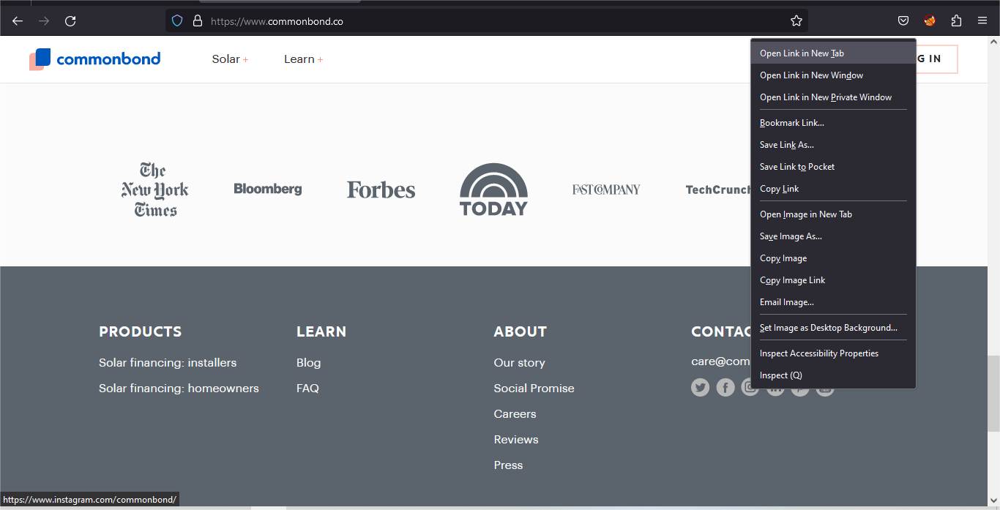 https://www.commonbond.co
commonbond
Solar +
Learn +
G IN
The
New York
Times
Bloomberg
Forbes
TODAY
FAST COMPANY
TechCrunch
Open Link in New Tab
Open Link in New Window
Open Link in New Private Window
Bookmark Link...
Save Link As...
Save Link to Pocket
Copy Link
Open Image in New Tab
Save Image As...
Copy Image
Copy Image Link
Email Image...
Set Image as Desktop Background...
Inspect Accessibility Properties
Inspect (Q)
PRODUCTS
Solar financing: installers
Solar financing: homeowners
LEARN
Blog
FAQ
ABOUT
Our story
Social Promise
Careers
Reviews
Press
CONTAC
care@com
https://www.instagram.com/commonbond/